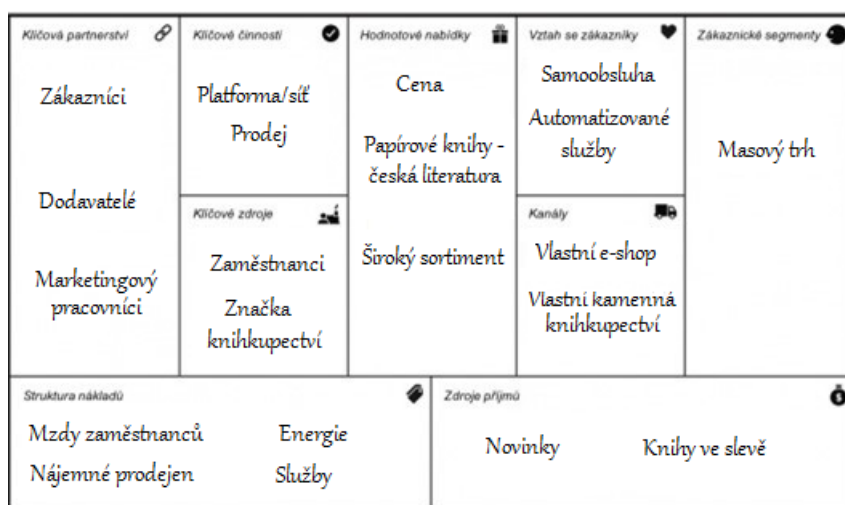 Klíčová partnerství
Zákazníci
Dodavatelé
Marketingový
pracovníci
Klíčové činnosti
Platforma/síť
Prodej
Klíčové zdroje
Zaměstnanci
Značka
knihkupectví
Hodnotové nabídky
Cena
Papírové knihy -
česká literatura
Široký sortiment
Vztah se zákazníky
Samoobsluha
Automatizované
služby
Kanály
Vlastní e-shop
Vlastní kamenná
knihkupectví
Zákaznické segmenty
Masový trh
Struktura nákladů
Mzdy zaměstnanců
Energie
Nájemné prodejen
Služby
Zdroje příjmů
Novinky
Knihy ve slevě